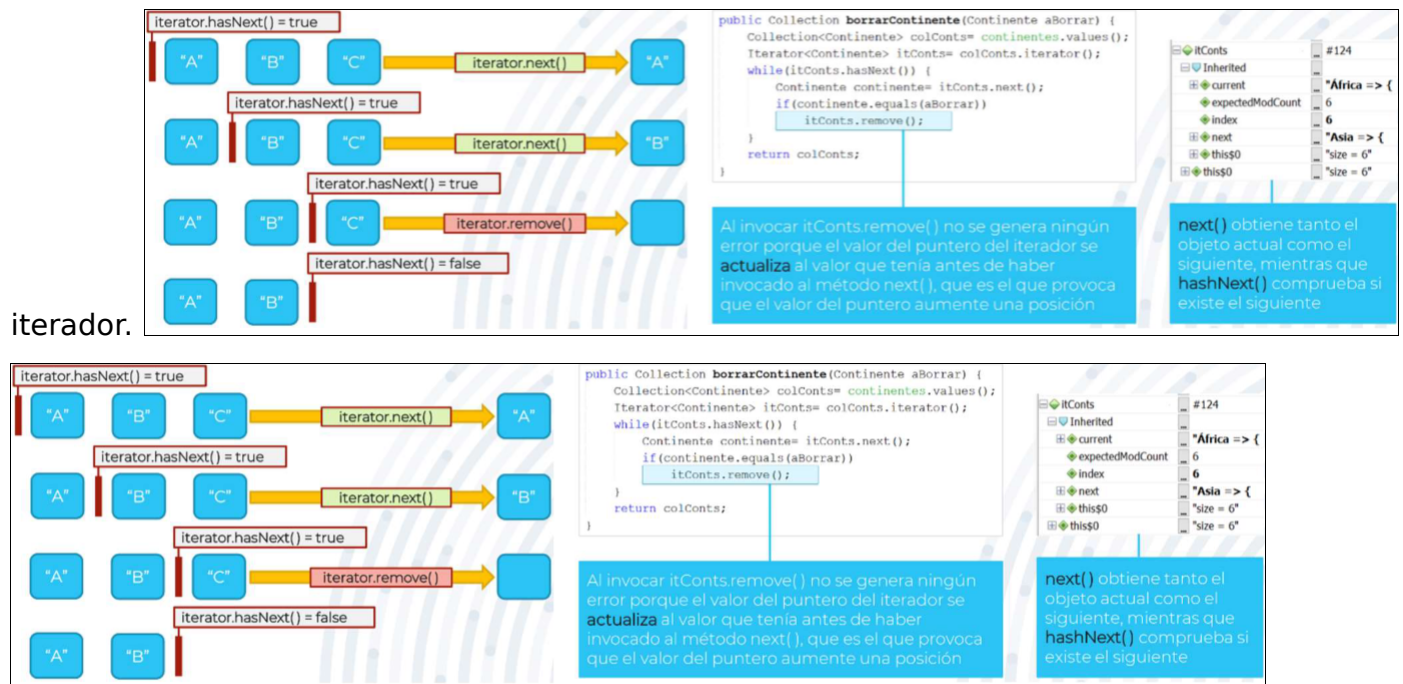 iterator.hasNext() = true
"A" "B" "C" iterator.next() "A"
iterator.hasNext() = true
"A" "B" "C" iterator.next() "B"
iterator.hasNext() = true
"A" "B" "C" iterator.remove()
iterator.hasNext() = false
"A" "B"
public Collection borrarContinente(Continente aBorrar) {
Collection<Continente> colConts= continentes.values();
Iterator<Continente> itConts= colConts.iterator();
while(itConts.hasNext()) {
Continente continente= itConts.next();
if(continente.equals(aBorrar))
itConts.remove();
}
return colConts;
}
Al invocar itConts.remove() no se genera ningún
error porque el valor del puntero del iterador se
actualiza al valor que tenía antes de haber
invocado al método next(), que es el que provoca
que el valor del puntero aumente una posición
itConts ... #124
Inherited ...
current ... "África => {
expectedModCount ... 6
index ... 6
next ... "Asia => {
this$0 ... "size = 6"
this$0 ... "size = 6"
next() obtiene tanto el
objeto actual como el
siguiente, mientras que
hashNext() comprueba si
existe el siguiente
iterador.
iterator.hasNext() = true
"A" "B" "C" iterator.next() "A"
iterator.hasNext() = true
"A" "B" "C" iterator.next() "B"
iterator.hasNext() = true
"A" "B" "C" iterator.remove()
iterator.hasNext() = false
"A" "B"
public Collection borrarContinente(Continente aBorrar) {
Collection<Continente> colConts= continentes.values();
Iterator<Continente> itConts= colConts.iterator();
while(itConts.hasNext()) {
Continente continente= itConts.next();
if(continente.equals(aBorrar))
itConts.remove();
}
return colConts;
}
Al invocar itConts.remove() no se genera ningún
error porque el valor del puntero del iterador se
actualiza al valor que tenía antes de haber
invocado al método next(), que es el que provoca
que el valor del puntero aumente una posición
itConts ... #124
Inherited ...
current ... "África => {
expectedModCount ... 6
index ... 6
next ... "Asia => {
this$0 ... "size = 6"
this$0 ... "size = 6"
next() obtiene tanto el
objeto actual como el
siguiente, mientras que
hashNext() comprueba si
existe el siguiente